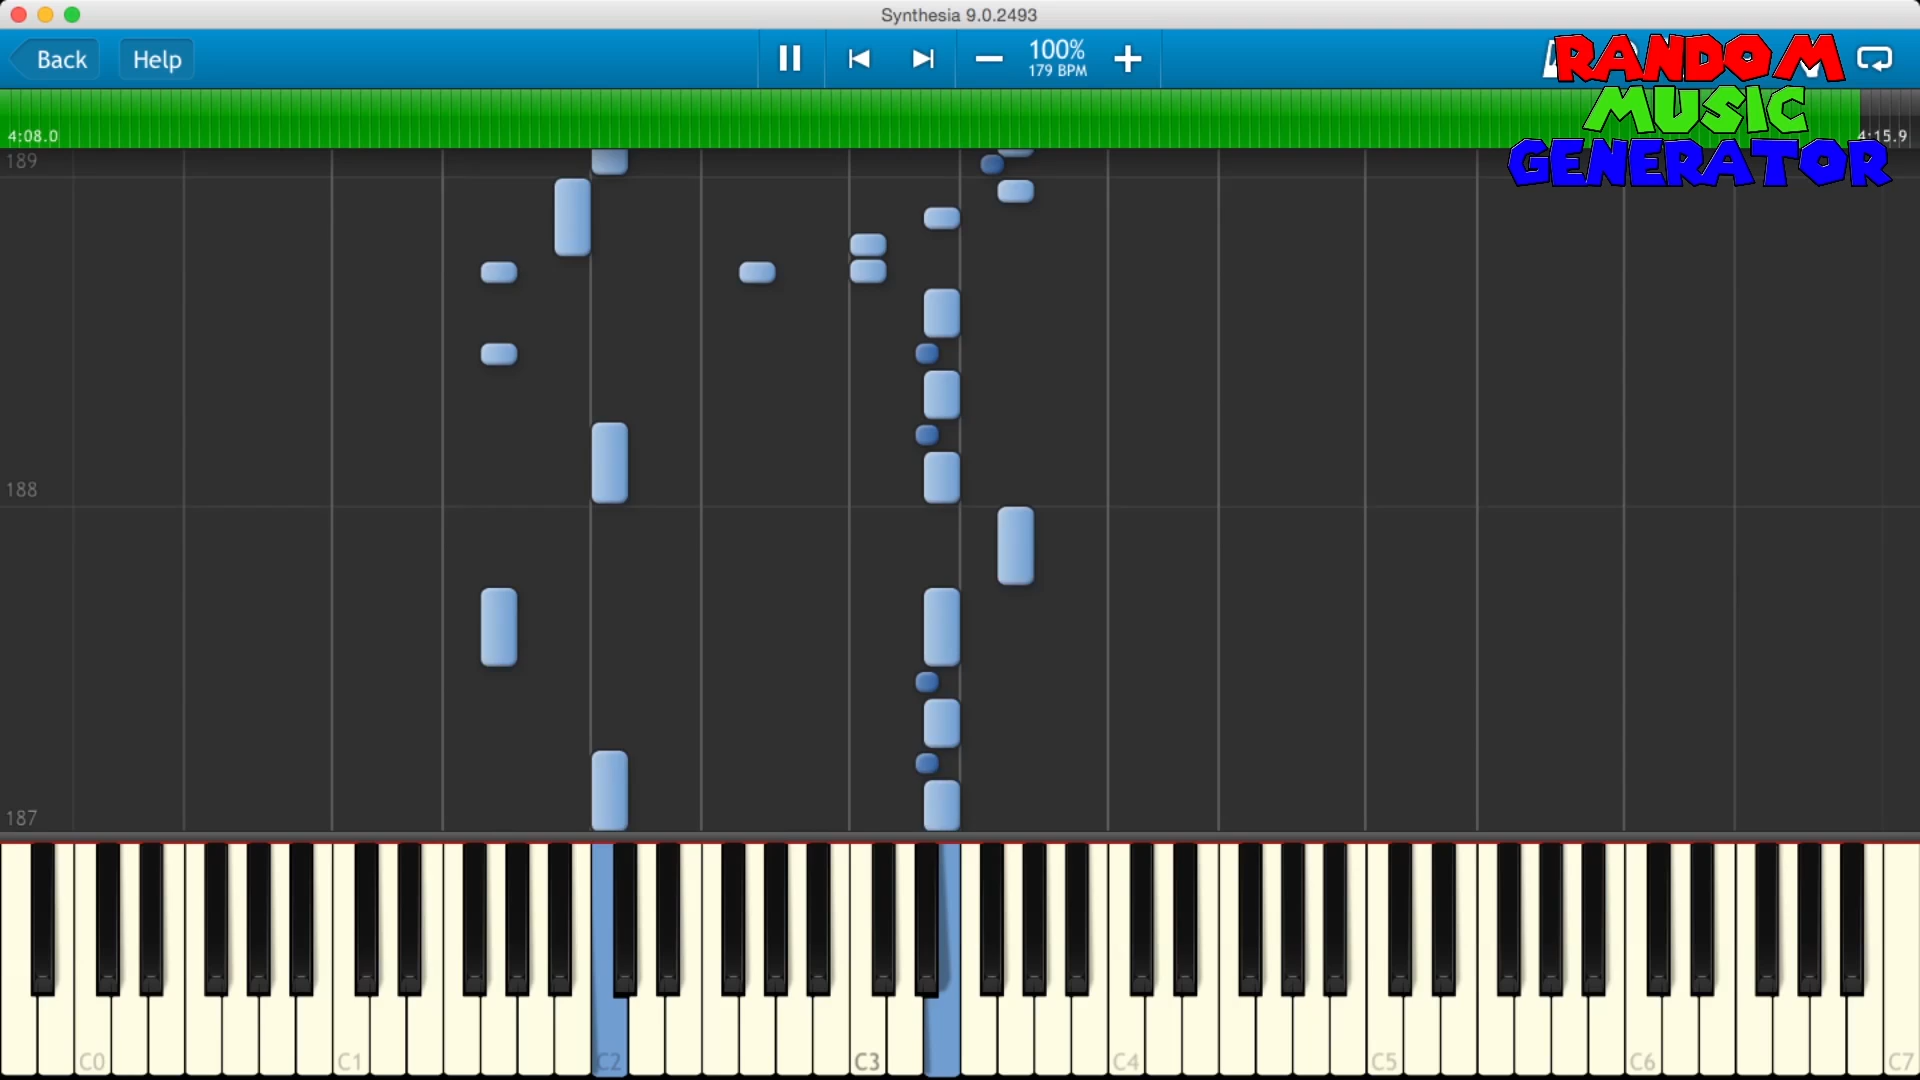 Synthesia 9.0.2493
Back
Help
100%
179 BPM
RANDOM
MUSIC
GENERATOR
4:08.0
4:15.9
189
188
187
C0
C1
C2
C3
C4
C5
C6
C7